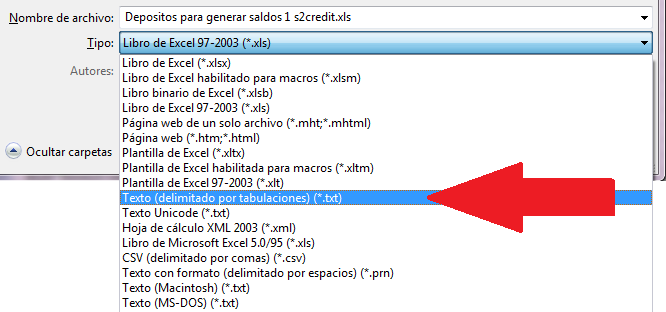 Nombre de archivo: Depositos para generar saldos 1 s2credit.xls
Tipo: Libro de Excel 97-2003 (*.xls)
Libro de Excel (*.xlsx)
Autores: Libro de Excel habilitado para macros (*.xlsm)
Libro binario de Excel (*.xlsb)
Libro de Excel 97-2003 (*.xls)
Página web de un solo archivo (*.mht;*.mhtml)
Página web (*.htm;*.html)
Ocultar carpetas Plantilla de Excel (*.xltx)
Plantilla de Excel habilitada para macros (*.xltm)
Plantilla de Excel 97-2003 (*.xlt)
Texto (delimitado por tabulaciones) (*.txt)
Texto Unicode (*.txt)
Hoja de cálculo XML 2003 (*.xml)
Libro de Microsoft Excel 5.0/95 (*.xls)
CSV (delimitado por comas) (*.csv)
Texto con formato (delimitado por espacios) (*.prn)
Texto (Macintosh) (*.txt)
Texto (MS-DOS) (*.txt)